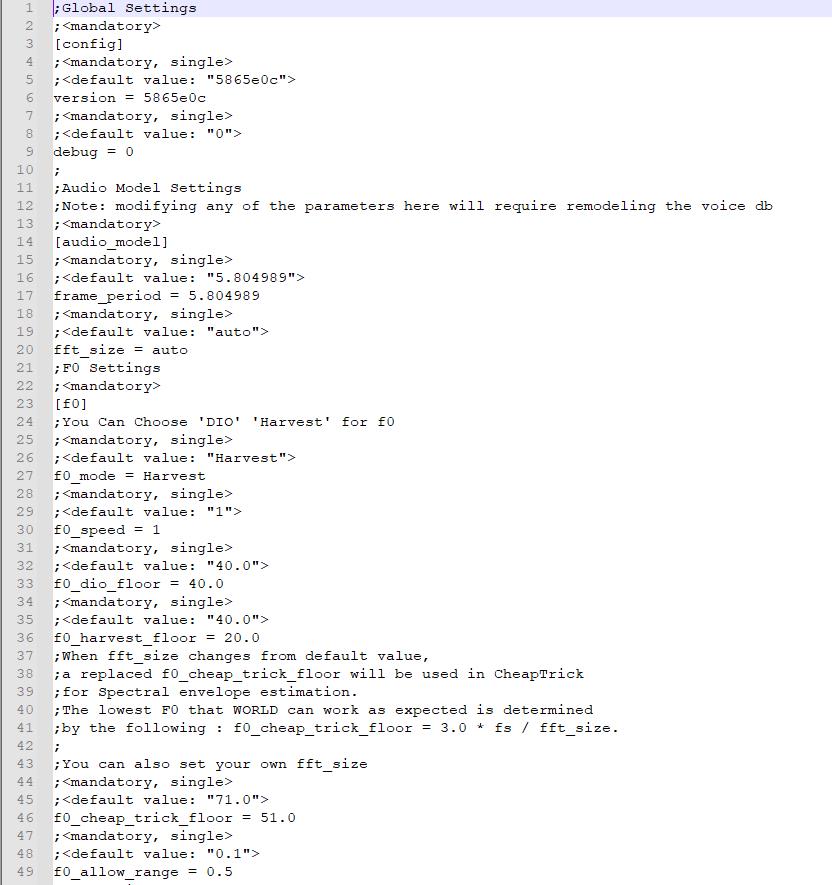 1 ;Global Settings
2 ;<mandatory>
3 [config]
4 ;<mandatory, single>
5 ;<default value: "5865e0c">
6 version = 5865e0c
7 ;<mandatory, single>
8 ;<default value: "0">
9 debug = 0
10 ;
11 ;Audio Model Settings
12 ;Note: modifying any of the parameters here will require remodeling the voice db
13 ;<mandatory>
14 [audio_model]
15 ;<mandatory, single>
16 ;<default value: "5.804989">
17 frame_period = 5.804989
18 ;<mandatory, single>
19 ;<default value: "auto">
20 fft_size = auto
21 ;F0 Settings
22 ;<mandatory>
23 [f0]
24 ;You Can Choose 'DIO' 'Harvest' for f0
25 ;<mandatory, single>
26 ;<default value: "Harvest">
27 f0_mode = Harvest
28 ;<mandatory, single>
29 ;<default value: "1">
30 f0_speed = 1
31 ;<mandatory, single>
32 ;<default value: "40.0">
33 f0_dio_floor = 40.0
34 ;<mandatory, single>
35 ;<default value: "40.0">
36 f0_harvest_floor = 20.0
37 ;When fft_size changes from default value,
38 ;a replaced f0_cheap_trick_floor will be used in CheapTrick
39 ;for Spectral envelope estimation.
40 ;The lowest F0 that WORLD can work as expected is determined
41 ;by the following : f0_cheap_trick_floor = 3.0 * fs / fft_size.
42 ;
43 ;You can also set your own fft_size
44 ;<mandatory, single>
45 ;<default value: "71.0">
46 f0_cheap_trick_floor = 51.0
47 ;<mandatory, single>
48 ;<default value: "0.1">
49 f0_allow_range = 0.5